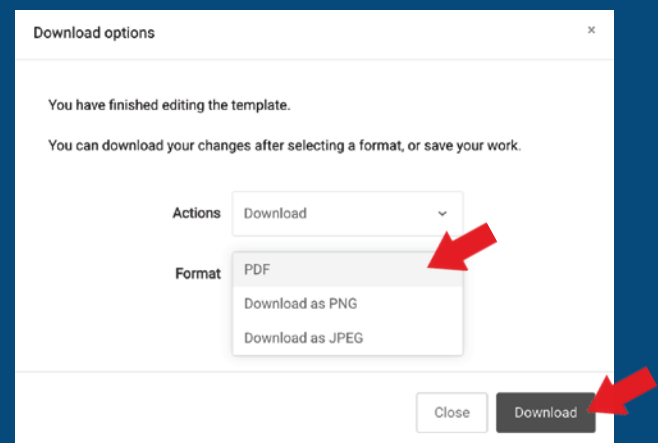 Download options ×
You have finished editing the template.
You can download your changes after selecting a format, or save your work.
Actions Download
Format PDF
Download as PNG
Download as JPEG
Close Download